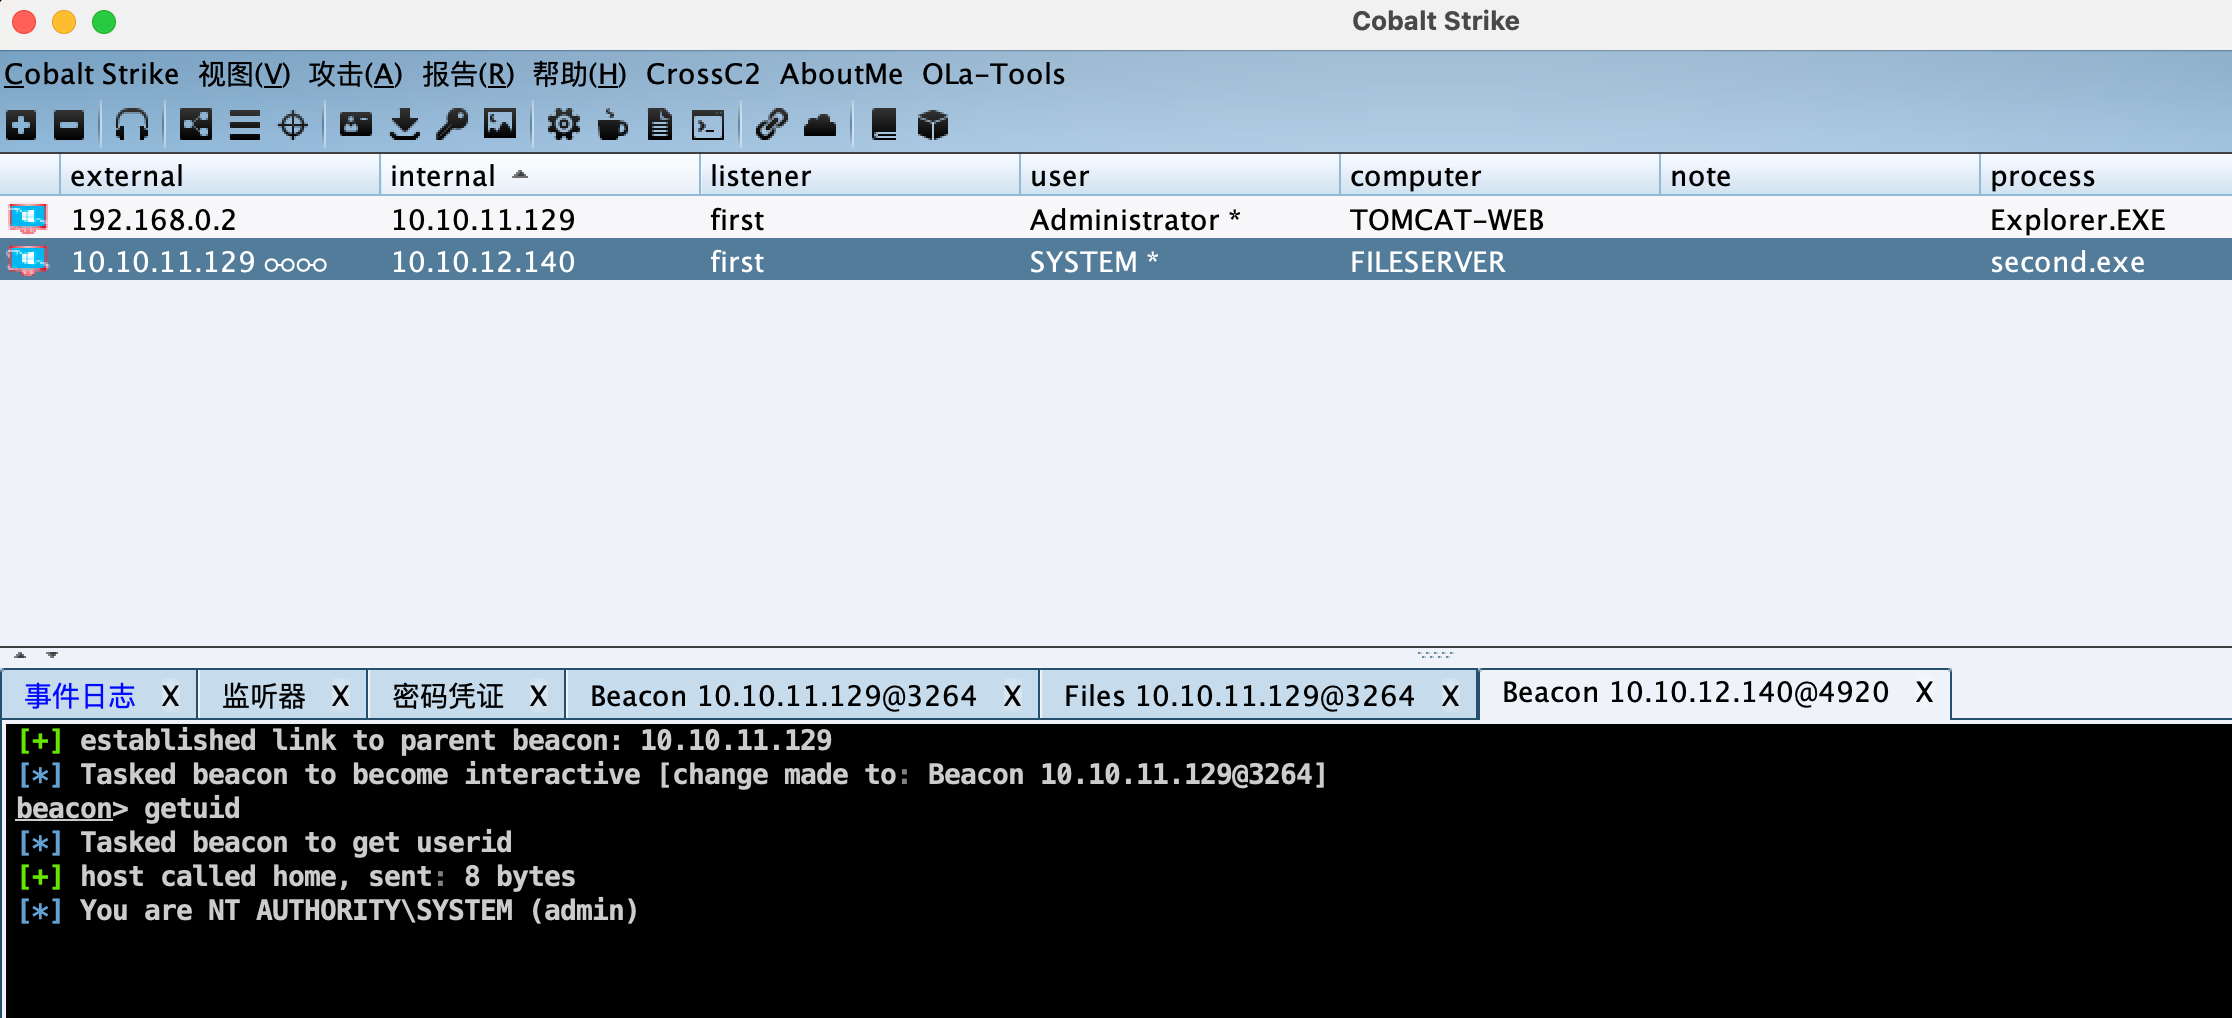 Cobalt Strike
Cobalt Strike 视图(V) 攻击(A) 报告(R) 帮助(H) CrossC2 AboutMe OLa-Tools
external internal listener user computer note process
192.168.0.2 10.10.11.129 first Administrator * TOMCAT-WEB Explorer.EXE
10.10.11.129 10.10.12.140 first SYSTEM * FILESERVER second.exe
事件日志 X 监听器 X 密码凭证 X Beacon 10.10.11.129@3264 X Files 10.10.11.129@3264 X Beacon 10.10.12.140@4920 X
[+] established link to parent beacon: 10.10.11.129
[*] Tasked beacon to become interactive [change made to: Beacon 10.10.11.129@3264]
beacon> getuid
[*] Tasked beacon to get userid
[+] host called home, sent: 8 bytes
[*] You are NT AUTHORITY\SYSTEM (admin)